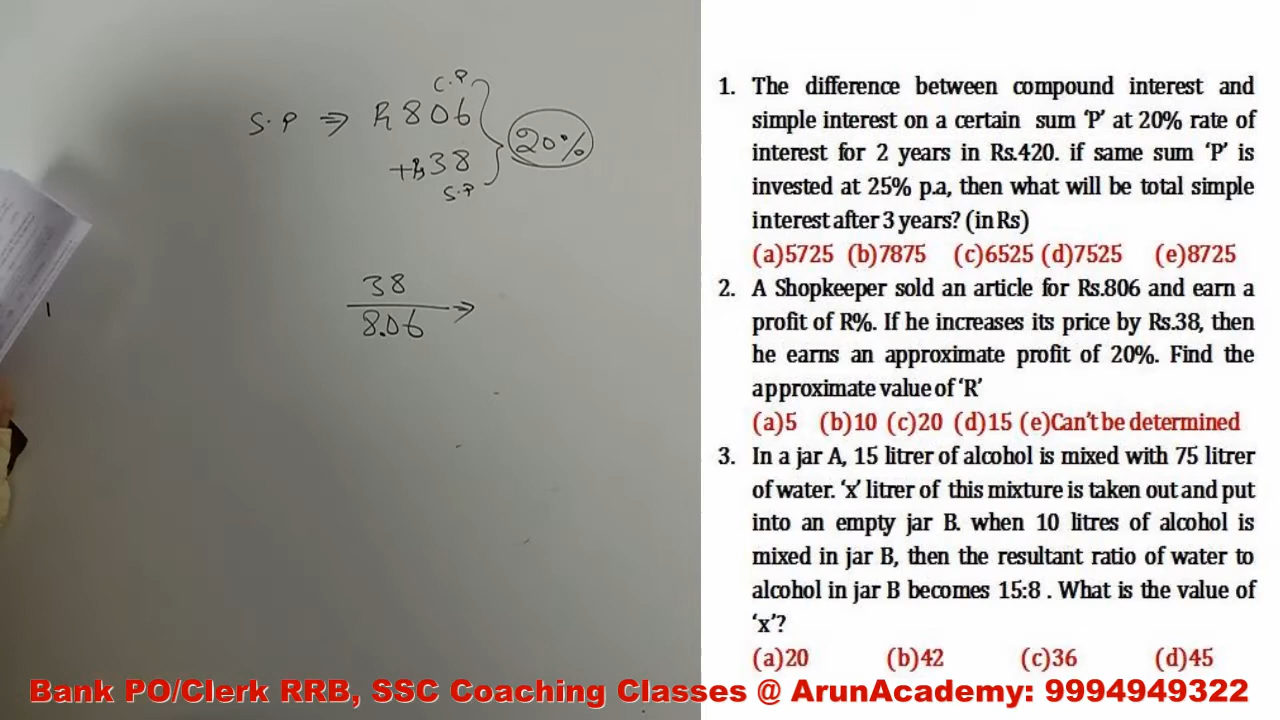 C.P
S.P ⇒ R 806
20%
+Rs38
S.P
38
8.06
1. The difference between compound interest and
simple interest on a certain sum ‘P’ at 20% rate of
interest for 2 years in Rs.420. if same sum ‘P’ is
invested at 25% p.a, then what will be total simple
interest after 3 years? (in Rs)
(a)5725 (b)7875 (c)6525 (d)7525 (e)8725
2. A Shopkeeper sold an article for Rs.806 and earn a
profit of R%. If he increases its price by Rs.38, then
he earns an approximate profit of 20%. Find the
approximate value of ‘R’
(a)5 (b)10 (c)20 (d)15 (e)Can’t be determined
3. In a jar A, 15 litrer of alcohol is mixed with 75 litrer
of water. ‘x’ litrer of this mixture is taken out and put
into an empty jar B. when 10 litres of alcohol is
mixed in jar B, then the resultant ratio of water to
alcohol in jar B becomes 15:8 . What is the value of
‘x’?
(a)20 (b)42 (c)36 (d)45
Bank PO/Clerk RRB, SSC Coaching Classes @ ArunAcademy: 9994949322